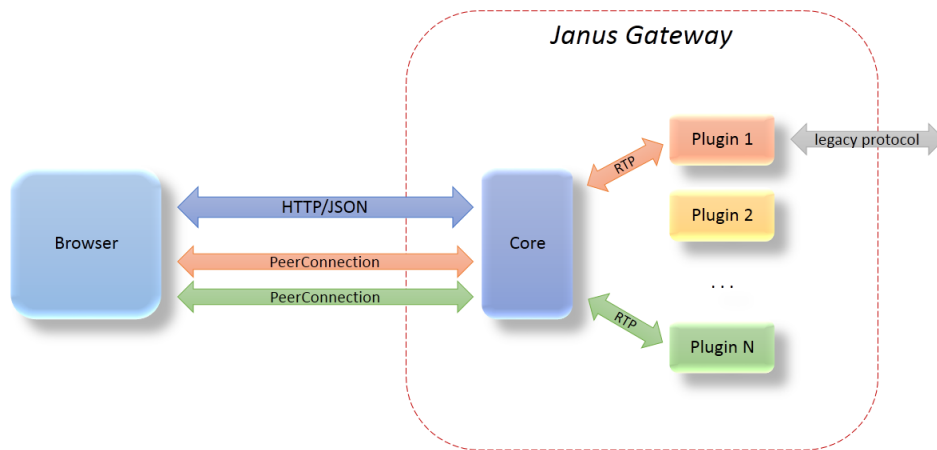 Janus Gateway
Plugin 1
legacy protocol
RTP
HTTP/JSON
Plugin 2
Browser
Core
PeerConnection
PeerConnection
...
RTP
Plugin N